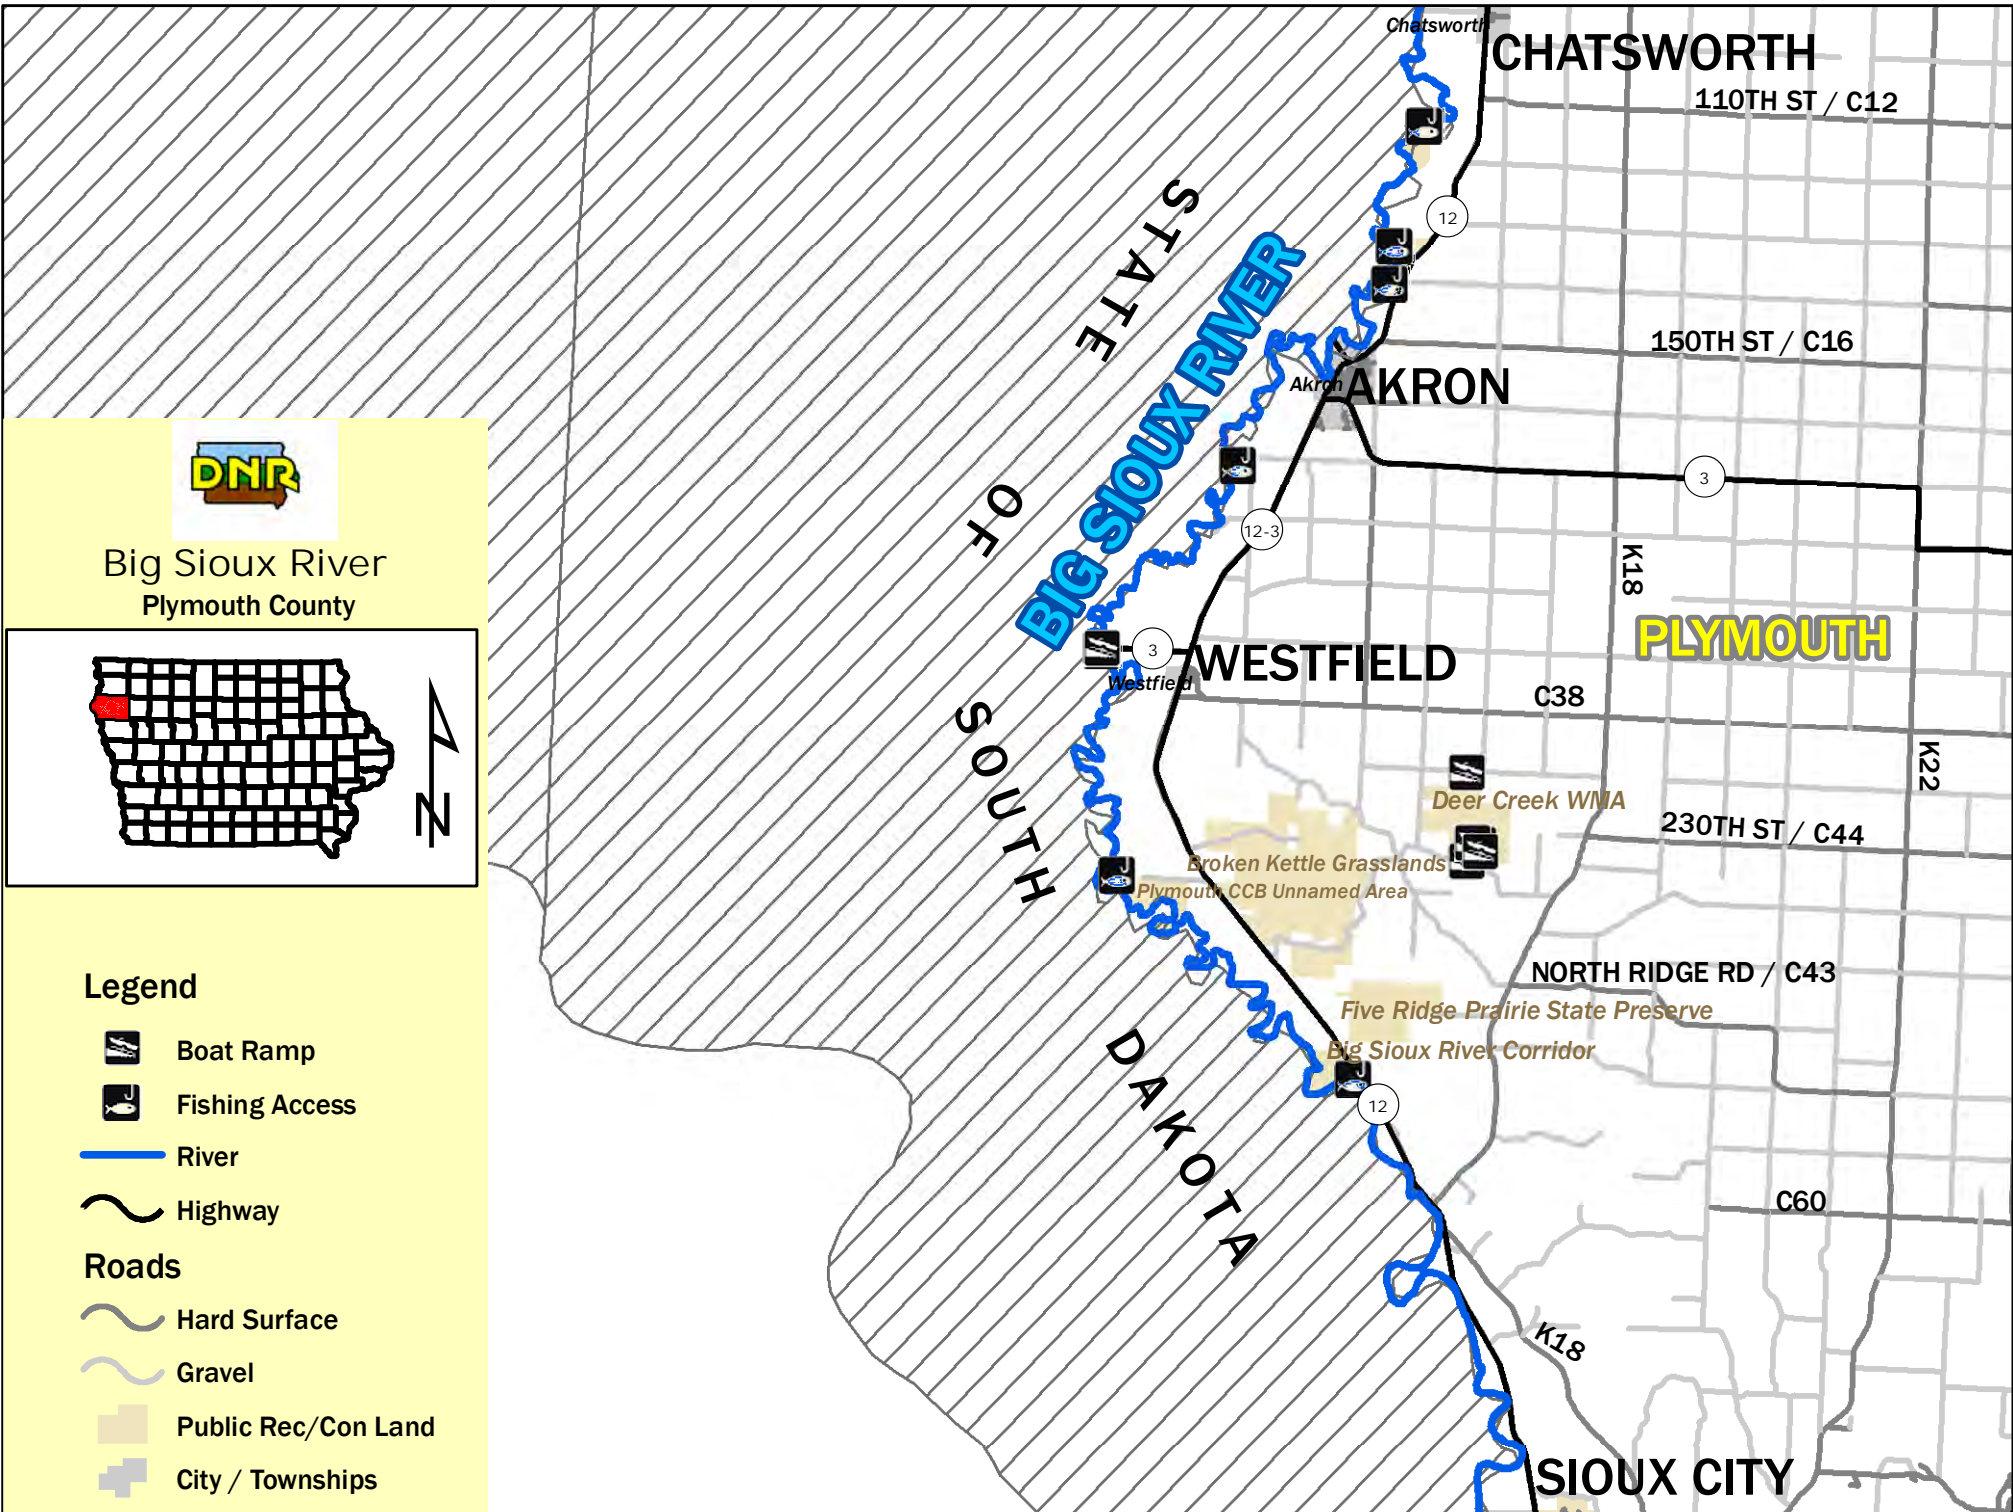 Chatsworth
CHATSWORTH
110TH ST / C12
12
STATE
BIG SIOUX RIVER
150TH ST / C16
Akron
AKRON
3
OF
12-3
K18
PLYMOUTH
3
WESTFIELD
Westfield
C38
SOUTH
K22
Deer Creek WMA
230TH ST / C44
Broken Kettle Grasslands
Plymouth CCB Unnamed Area
NORTH RIDGE RD / C43
Five Ridge Prairie State Preserve
Big Sioux River Corridor
12
DAKOTA
C60
K18
SIOUX CITY
DNR
Big Sioux River
Plymouth County
N
Legend
Boat Ramp
Fishing Access
River
Highway
Roads
Hard Surface
Gravel
Public Rec/Con Land
City / Townships